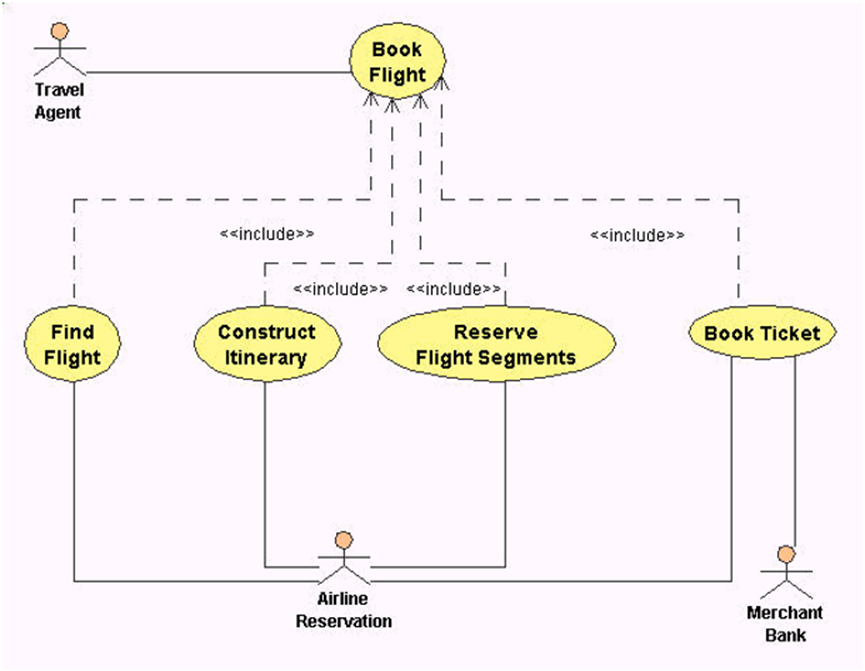 Book
Flight
Travel
Agent
<<include>>
<<include>>
<<include>>
<<include>>
Find
Flight
Construct
Itinerary
Reserve
Flight Segments
Book Ticket
Airline
Reservation
Merchant
Bank